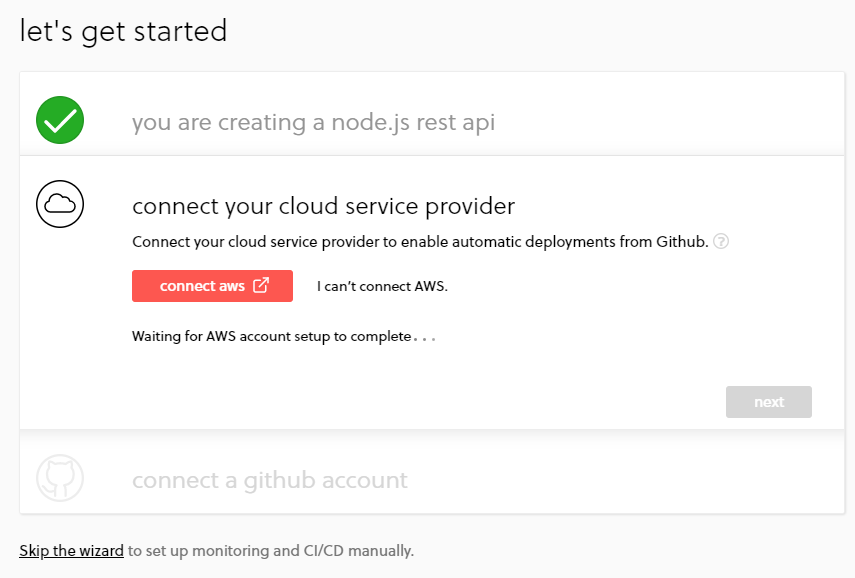 let's get started
you are creating a node.js rest api
connect your cloud service provider
Connect your cloud service provider to enable automatic deployments from Github. ?
connect aws I can't connect AWS.
Waiting for AWS account setup to complete . . .
next
connect a github account
Skip the wizard to set up monitoring and CI/CD manually.